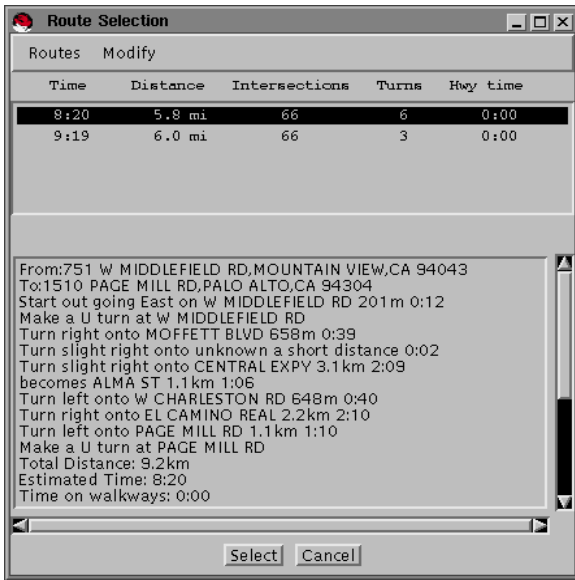 Route Selection
Routes Modify
Time Distance Intersections Turns Hwy time
8:20 5.8 mi 66 6 0:00
9:19 6.0 mi 66 3 0:00
From:751 W MIDDLEFIELD RD,MOUNTAIN VIEW,CA 94043
To:1510 PAGE MILL RD,PALO ALTO,CA 94304
Start out going East on W MIDDLEFIELD RD 201m 0:12
Make a U turn at W MIDDLEFIELD RD
Turn right onto MOFFETT BLVD 658m 0:39
Turn slight right onto unknown a short distance 0:02
Turn slight right onto CENTRAL EXPY 3.1km 2:09
becomes ALMA ST 1.1km 1:06
Turn left onto W CHARLESTON RD 648m 0:40
Turn right onto EL CAMINO REAL 2.2km 2:10
Turn left onto PAGE MILL RD 1.1km 1:10
Make a U turn at PAGE MILL RD
Total Distance: 9.2km
Estimated Time: 8:20
Time on walkways: 0:00
Select Cancel